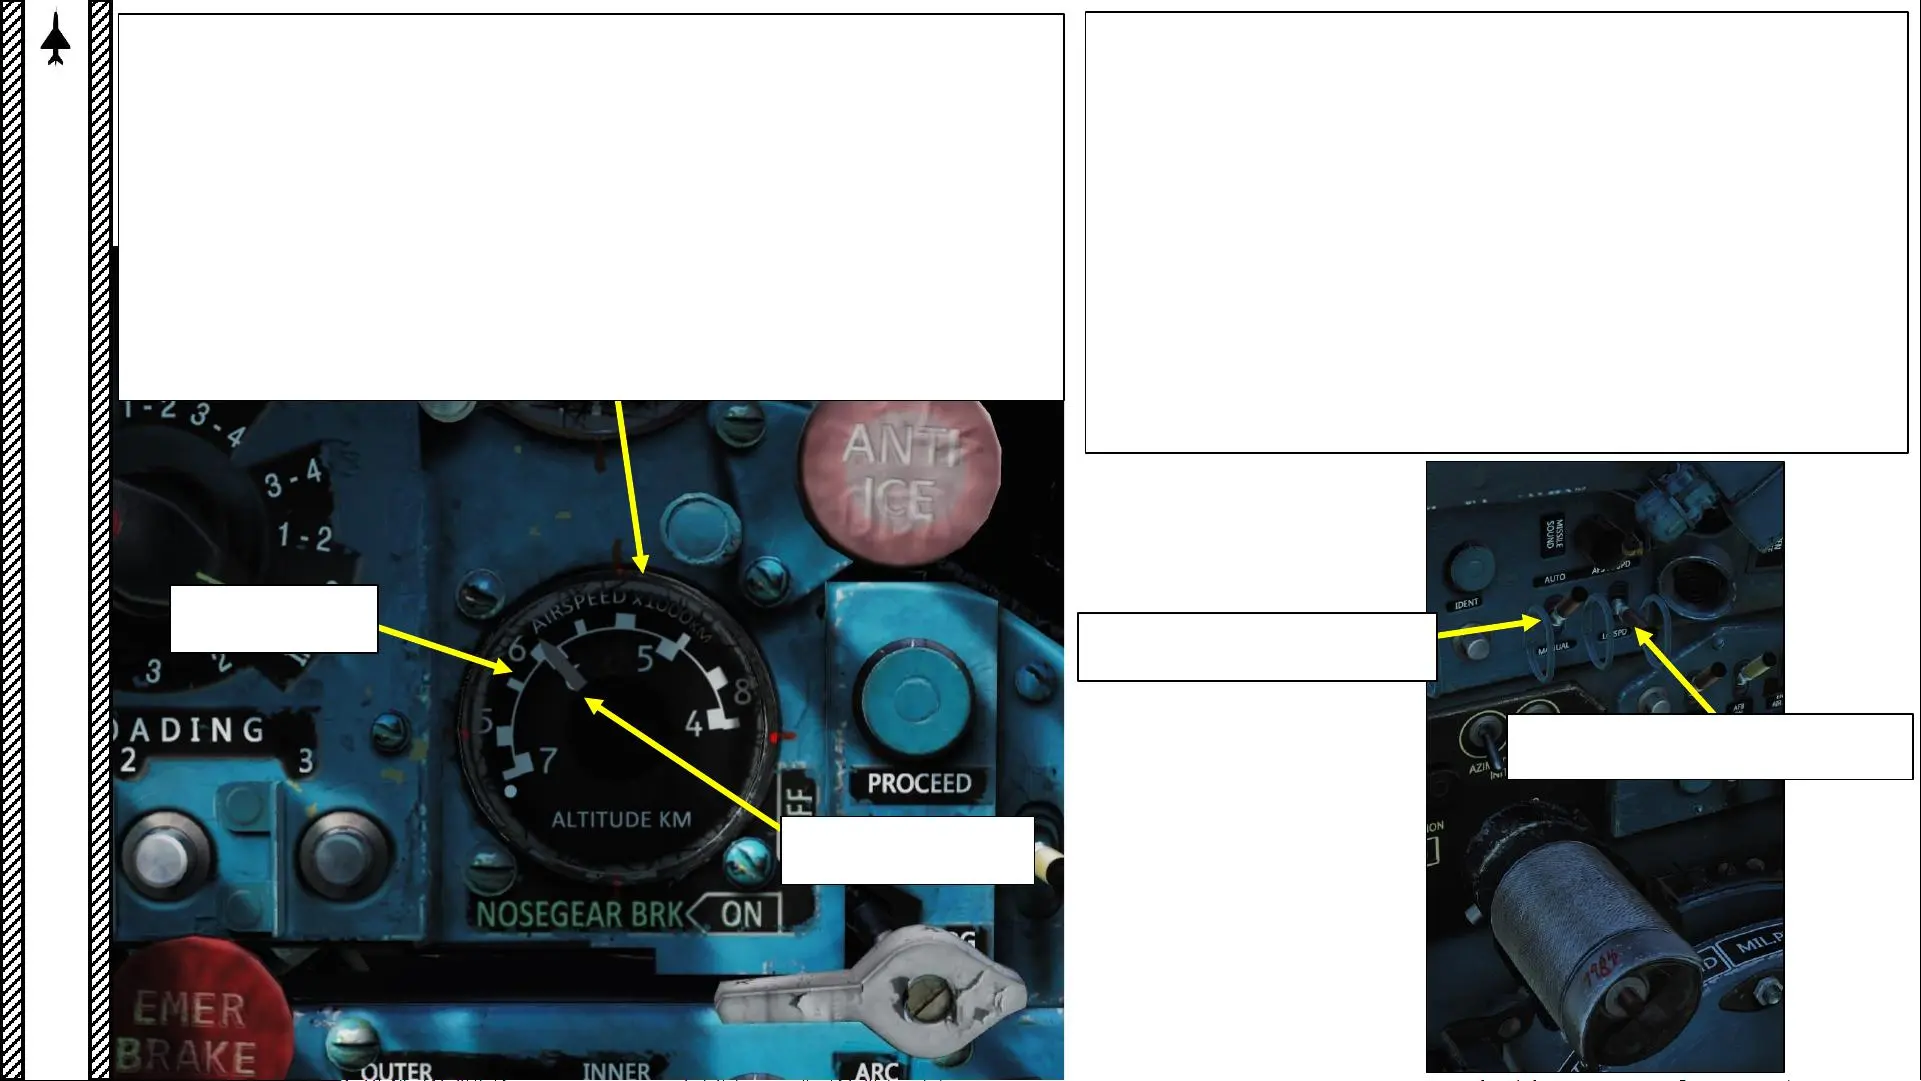 1-2
3-4
3-4
1-2
3
2
ANTI
ICE
AIRSPEED x1000KM
6
5
8
5
4
7
ALTITUDE KM
ADING
2
3
PROCEED
NOSEGEAR BRK
ON
EMER
BRAKE
OUTER
INNER
ARC
MISSILE
SOUND
AUTO
IDENT
MANUAL
MIL.P
1984